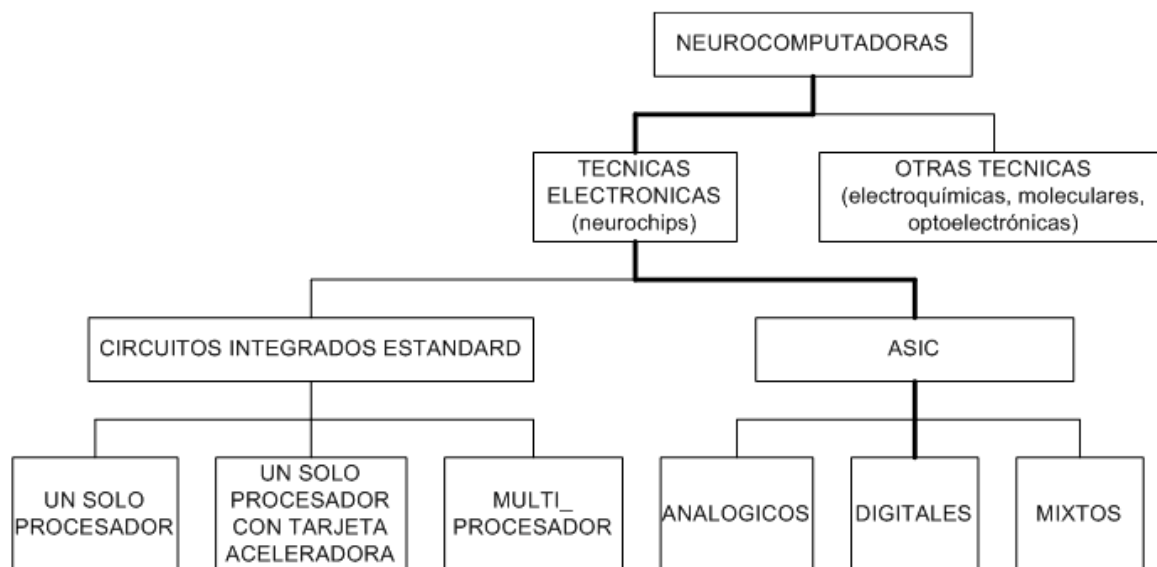 NEUROCOMPUTADORAS
TECNICAS
ELECTRONICAS
(neurochips)
OTRAS TECNICAS
(electroquímicas, moleculares,
optoelectrónicas)
CIRCUITOS INTEGRADOS ESTANDARD
ASIC
UN SOLO
PROCESADOR
UN SOLO
PROCESADOR
CON TARJETA
ACELERADORA
MULTI_
PROCESADOR
ANALOGICOS
DIGITALES
MIXTOS